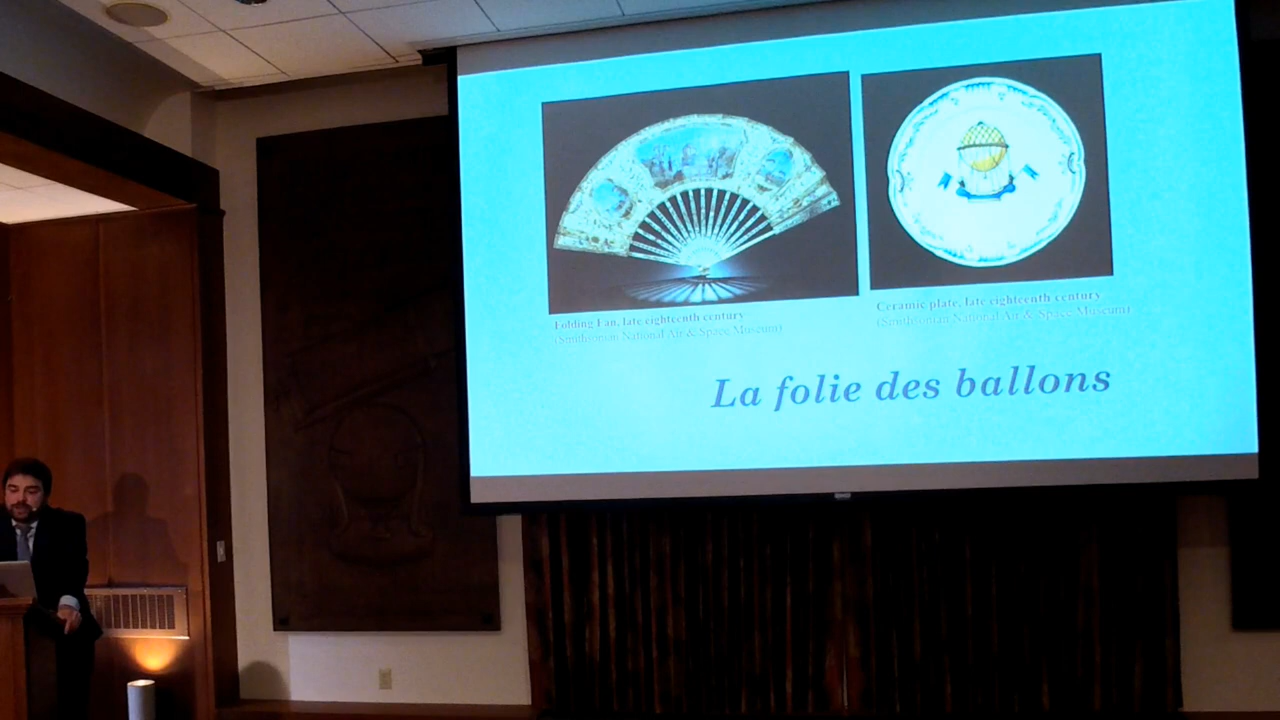 Folding Fan, late eighteenth century
(Smithsonian National Air & Space Museum)
Ceramic plate, late eighteenth century
(Smithsonian National Air & Space Museum)
La folie des ballons